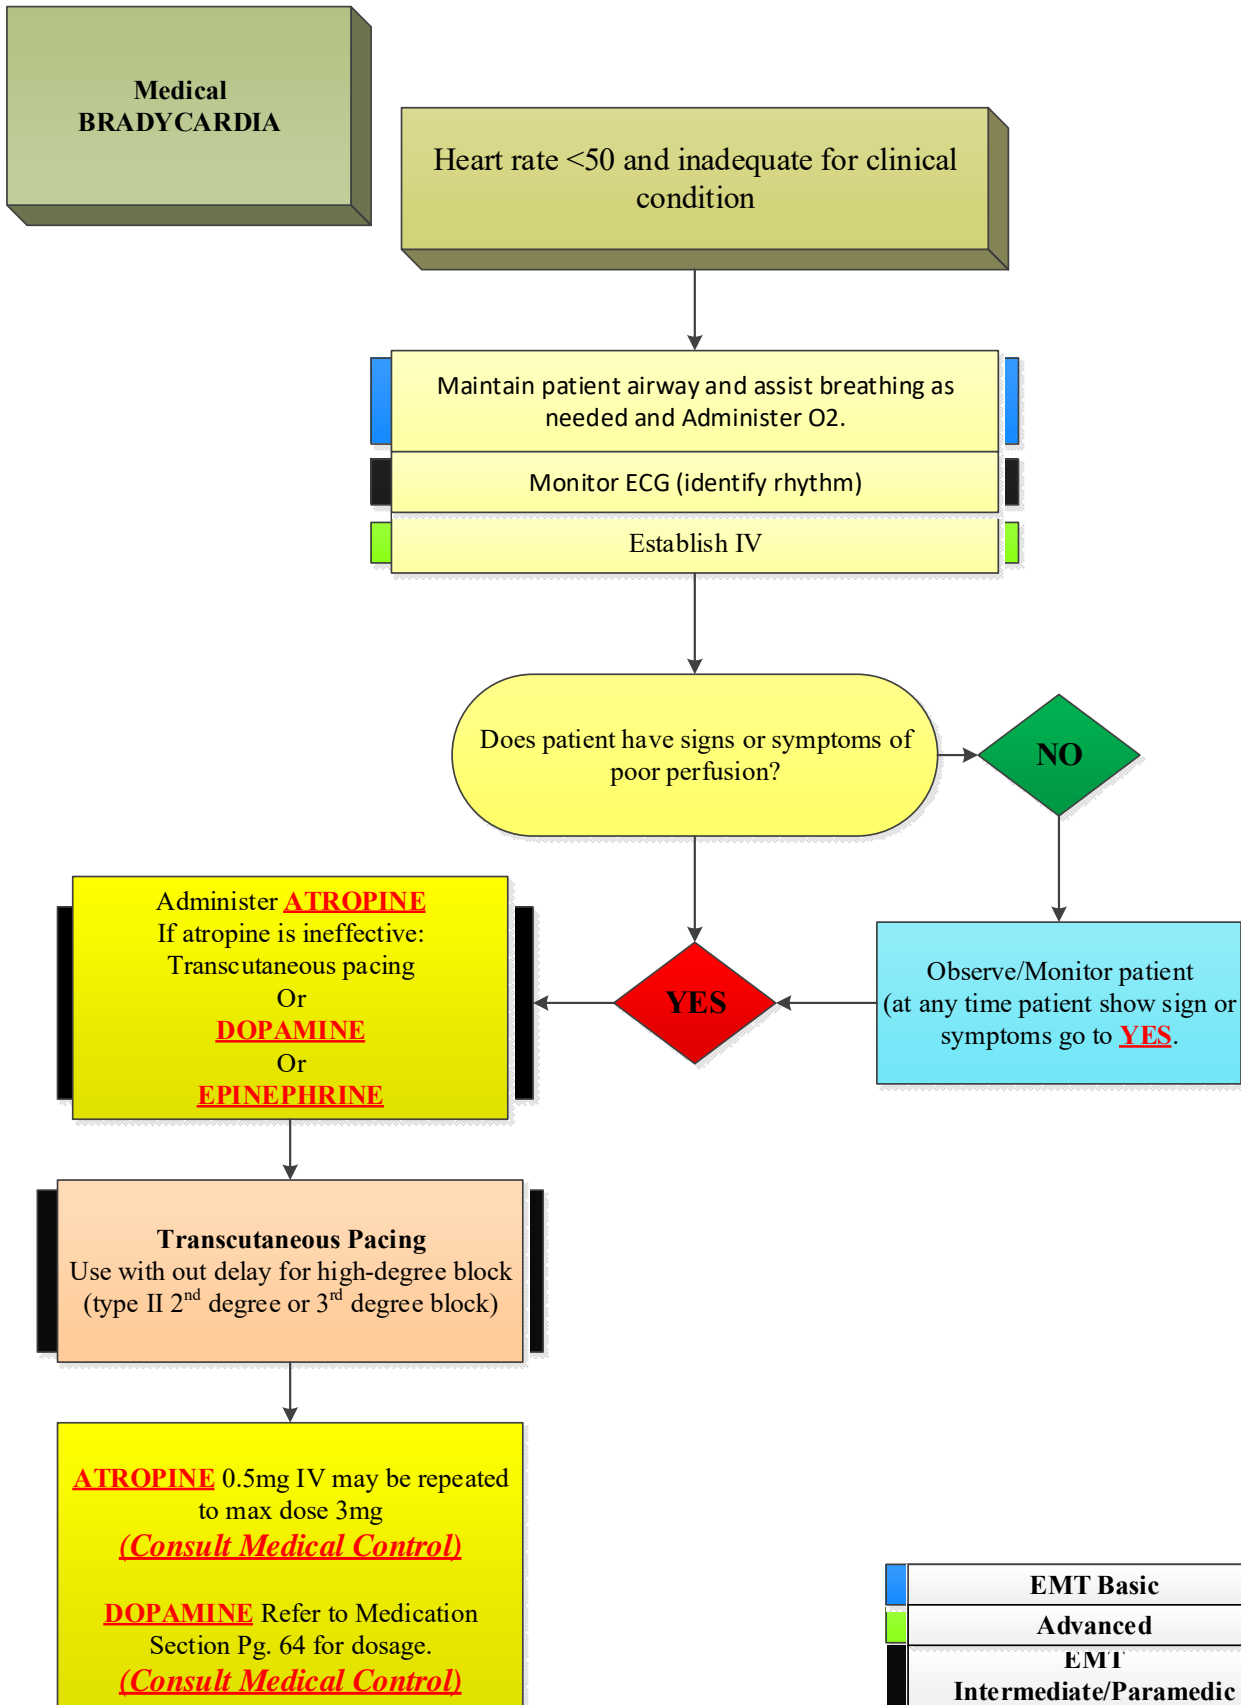 Medical
BRADYCARDIA
Heart rate <50 and inadequate for clinical
condition
Maintain patient airway and assist breathing as
needed and Administer O2.
Monitor ECG (identify rhythm)
Establish IV
Does patient have signs or symptoms of
poor perfusion?
NO
Administer ATROPINE
If atropine is ineffective:
Transcutaneous pacing
Or
DOPAMINE
Or
EPINEPHRINE
YES
Observe/Monitor patient
(at any time patient show sign or
symptoms go to YES.
Transcutaneous Pacing
Use with out delay for high-degree block
(type II 2nd degree or 3rd degree block)
ATROPINE 0.5mg IV may be repeated
to max dose 3mg
(Consult Medical Control)
DOPAMINE Refer to Medication
Section Pg. 64 for dosage.
(Consult Medical Control)
EMT Basic
Advanced
EMT
Intermediate/Paramedic